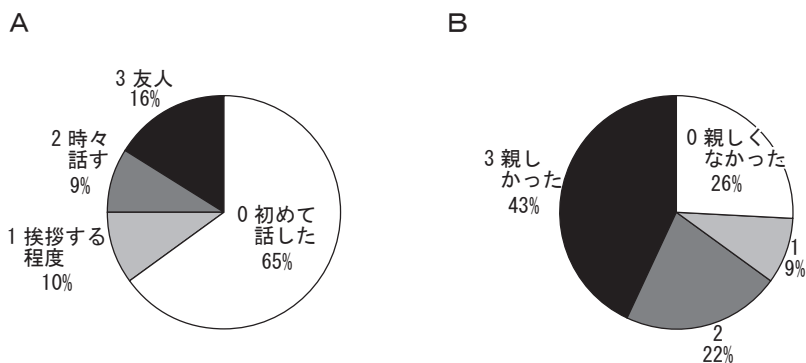 A
3 友人
16%
2 時々
話す
9%
1 挨拶する
程度
10%
0 初めて
話した
65%
B
3 親し
かった
43%
0 親しく
なかった
26%
1
9%
2
22%